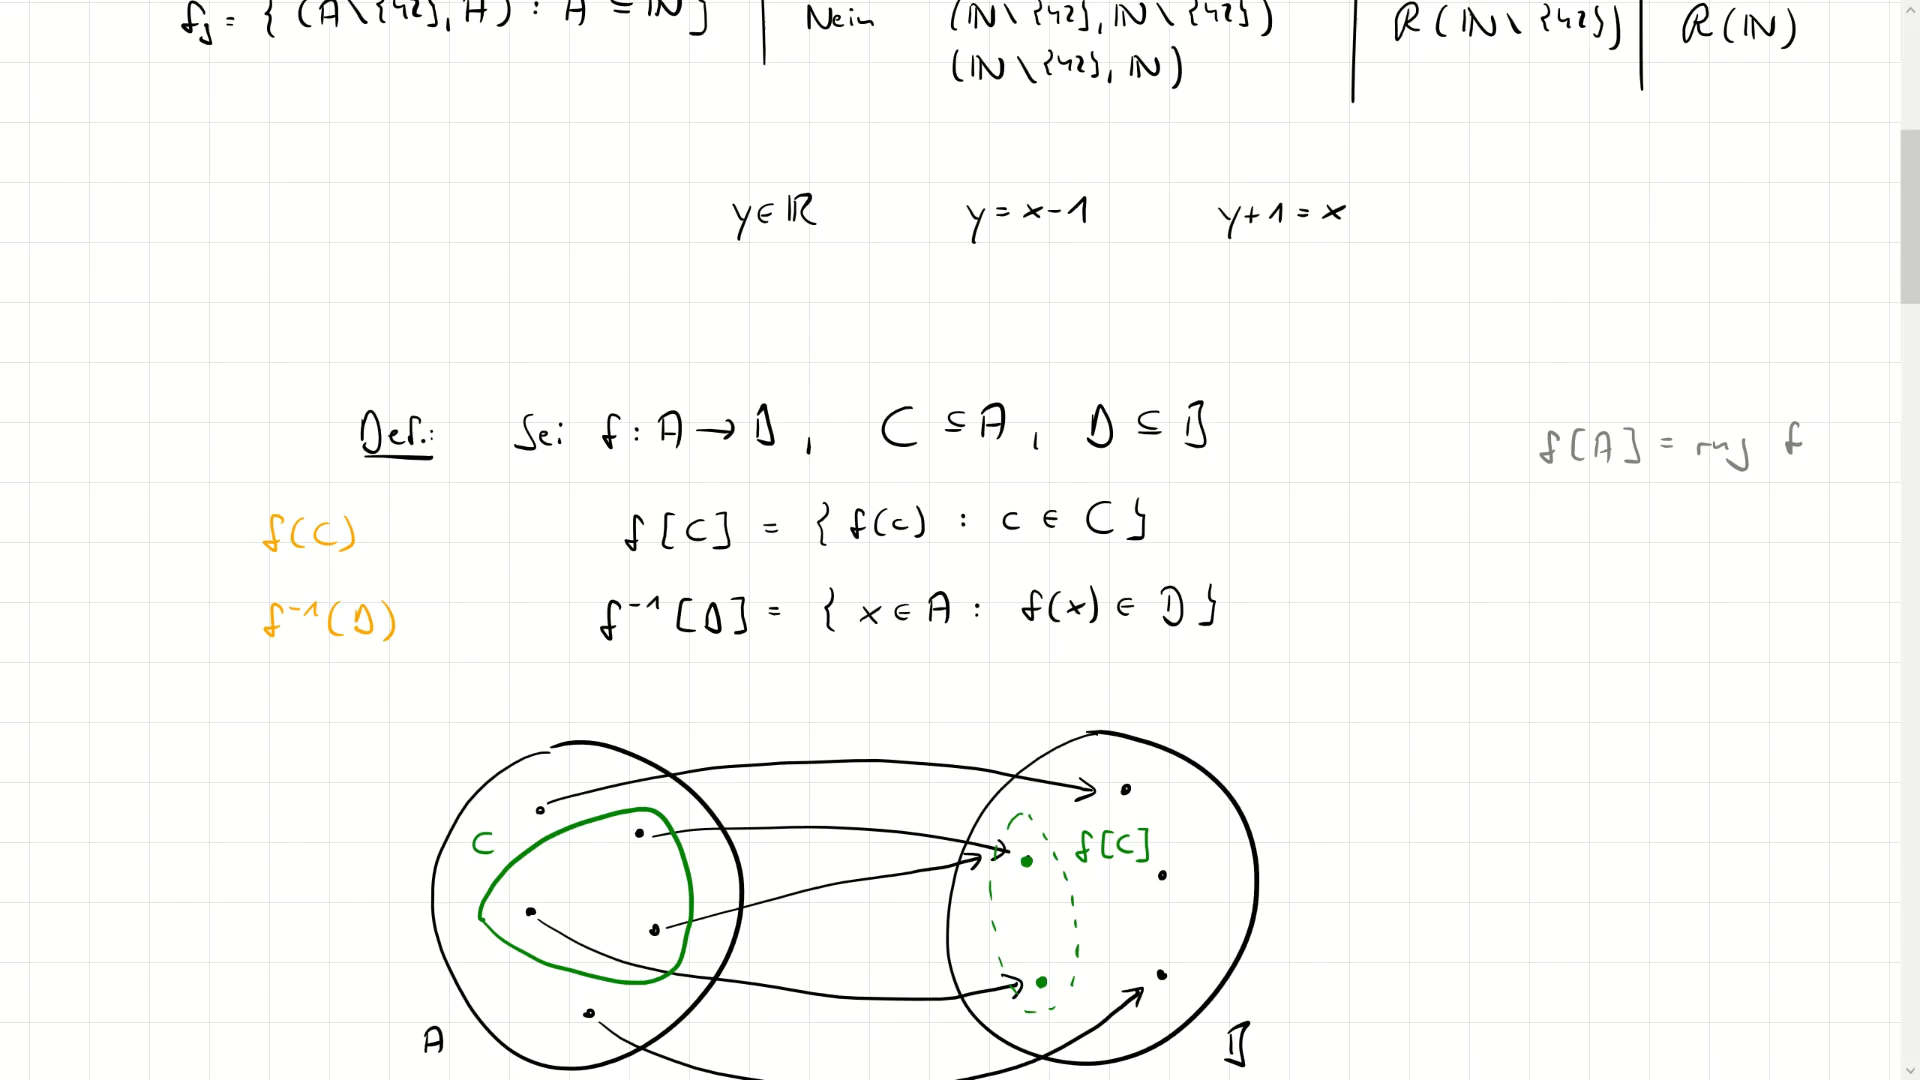 f_j = { (A\{42}, A) : A ⊆ ℕ } | Nein (ℕ\{42}, ℕ\{42}) | P(ℕ\{42}) | P(ℕ)
(ℕ\{42}, ℕ)
y ∈ ℝ y = x-1 y+1 = x
Def.: Sei f : A → B, C ⊆ A, D ⊆ B f[A] = rng f
f(C) f[C] = { f(c) : c ∈ C }
f⁻¹(D) f⁻¹[D] = { x ∈ A : f(x) ∈ D }
C f[C]
A B